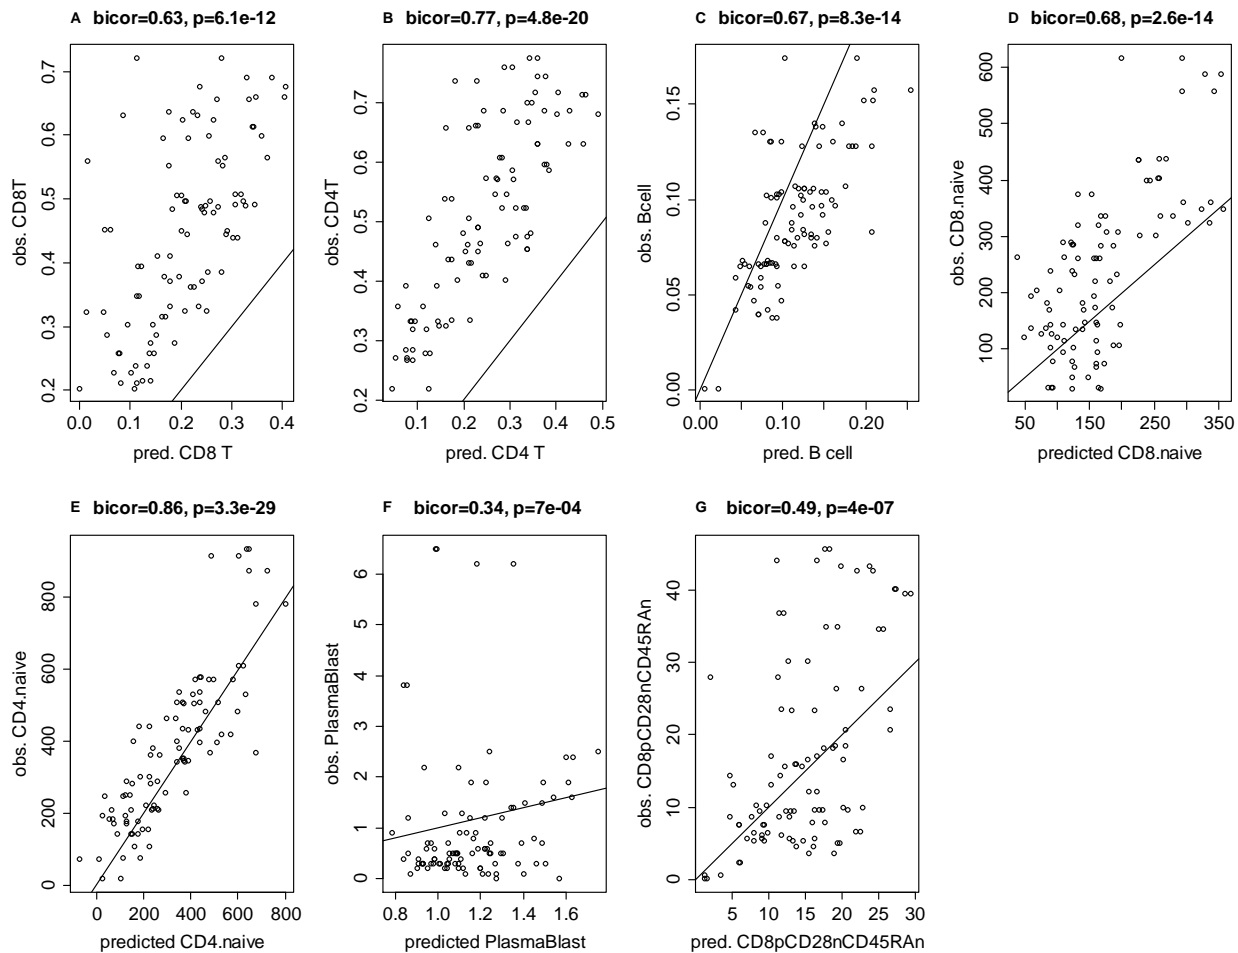 A bicor=0.63, p=6.1e-12
obs. CD8T
0.2 0.3 0.4 0.5 0.6 0.7
0.0 0.1 0.2 0.3 0.4
pred. CD8 T
B bicor=0.77, p=4.8e-20
obs. CD4T
0.2 0.3 0.4 0.5 0.6 0.7
0.1 0.2 0.3 0.4 0.5
pred. CD4 T
C bicor=0.67, p=8.3e-14
obs. Bcell
0.00 0.05 0.10 0.15
0.00 0.10 0.20
pred. B cell
D bicor=0.68, p=2.6e-14
obs. CD8.naive
100 200 300 400 500 600
50 150 250 350
predicted CD8.naive
E bicor=0.86, p=3.3e-29
obs. CD4.naive
0 200 400 600 800
0 200 400 600 800
predicted CD4.naive
F bicor=0.34, p=7e-04
obs. PlasmaBlast
0 1 2 3 4 5 6
0.8 1.0 1.2 1.4 1.6
predicted PlasmaBlast
G bicor=0.49, p=4e-07
obs. CD8pCD28nCD45RAn
0 10 20 30 40
5 10 15 20 25 30
pred. CD8pCD28nCD45RAn